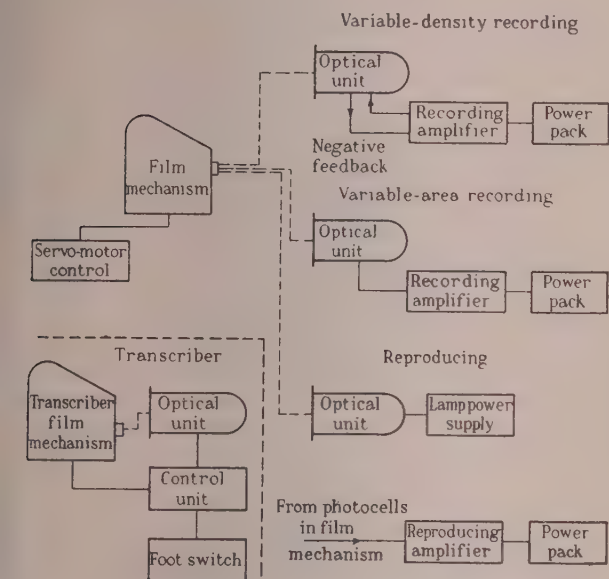 Variable-density recording
Optical
unit
Recording
amplifier
Power
pack
Negative
feedback
Film
mechanism
Servo-motor
control
Variable-area recording
Optical
unit
Recording
amplifier
Power
pack
Transcriber
Transcriber
film
mechanism
Optical
unit
Control
unit
Foot switch
Reproducing
Optical
unit
Lamp power
supply
From photocells
in film
mechanism
Reproducing
amplifier
Power
pack